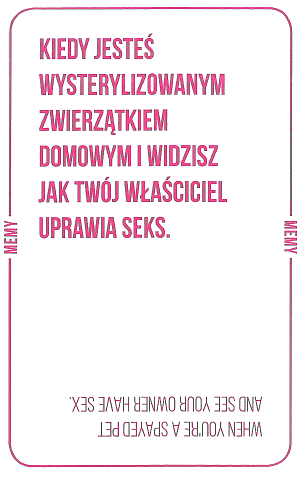 KIEDY JESTEŚ
WYSTERYLIZOWANYM
ZWIERZĄTKIEM
DOMOWYM I WIDZISZ
JAK TWÓJ WŁAŚCICIEL
UPRAWIA SEKS.
MEMY
MEMY
WHEN YOU'RE A SPAYED PET
AND SEE YOUR OWNER HAVE SEX.